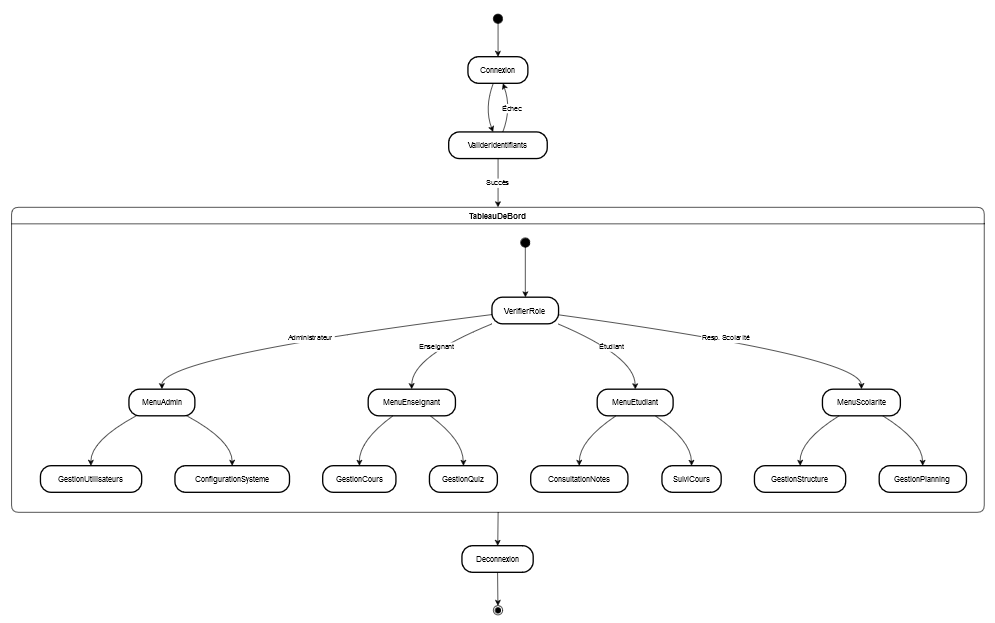 Connexion
Échec
ValiderIdentifiants
Succès
TableauDeBord
VerifierRole
Administrateur
Enseignant
Étudiant
Resp. Scolarité
MenuAdmin
MenuEnseignant
MenuEtudiant
MenuScolarite
GestionUtilisateurs
ConfigurationSysteme
GestionCours
GestionQuiz
ConsultationNotes
SuiviCours
GestionStructure
GestionPlanning
Deconnexion